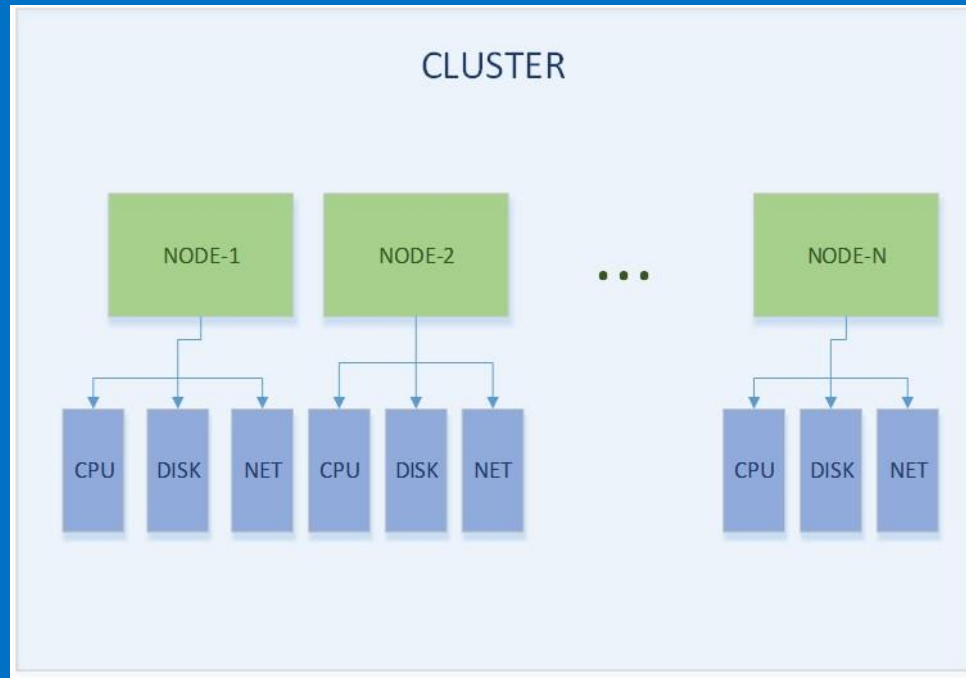 CLUSTER
NODE-1 NODE-2 ... NODE-N
CPU DISK NET CPU DISK NET CPU DISK NET